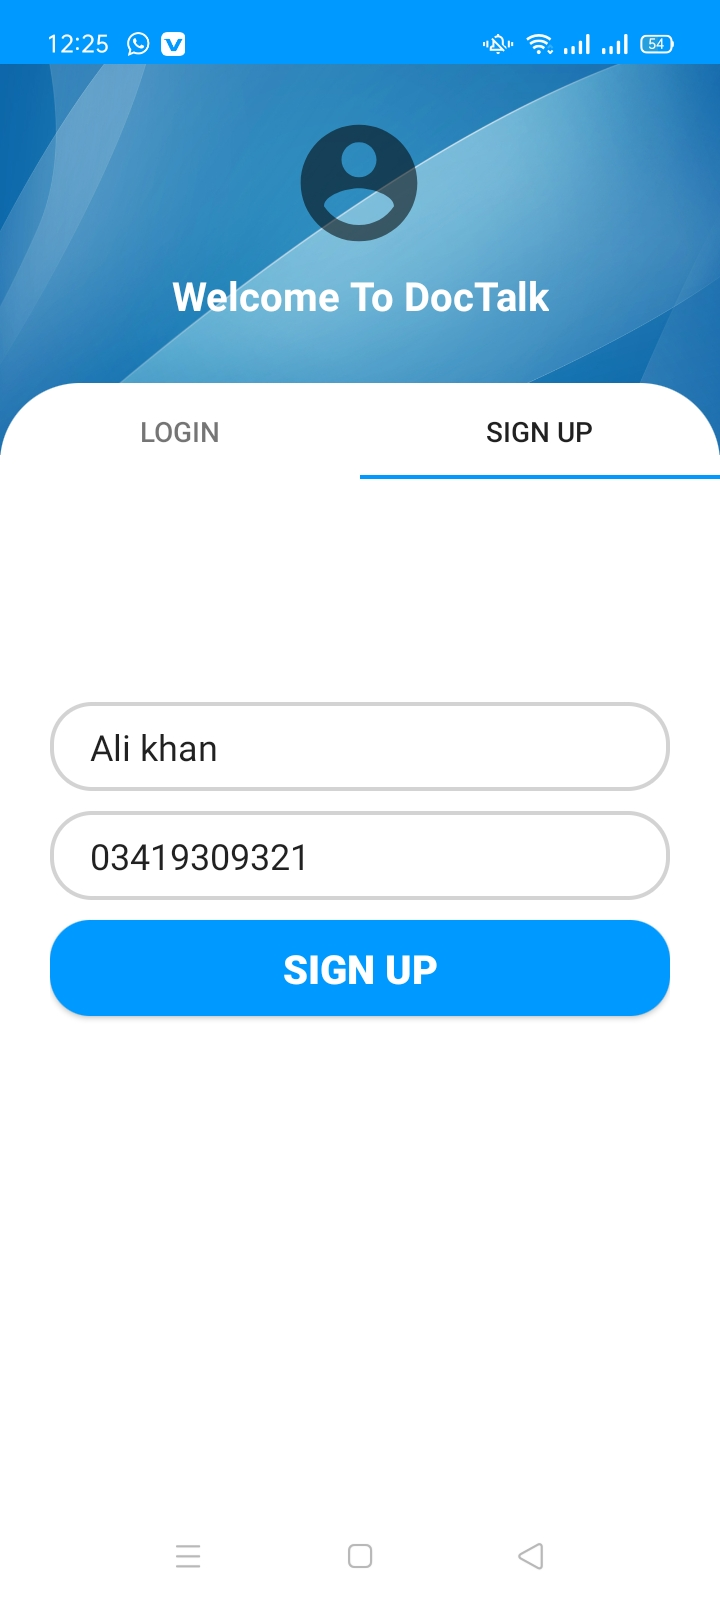 12:25
54
Welcome To DocTalk
LOGIN
SIGN UP
Ali khan
03419309321
SIGN UP